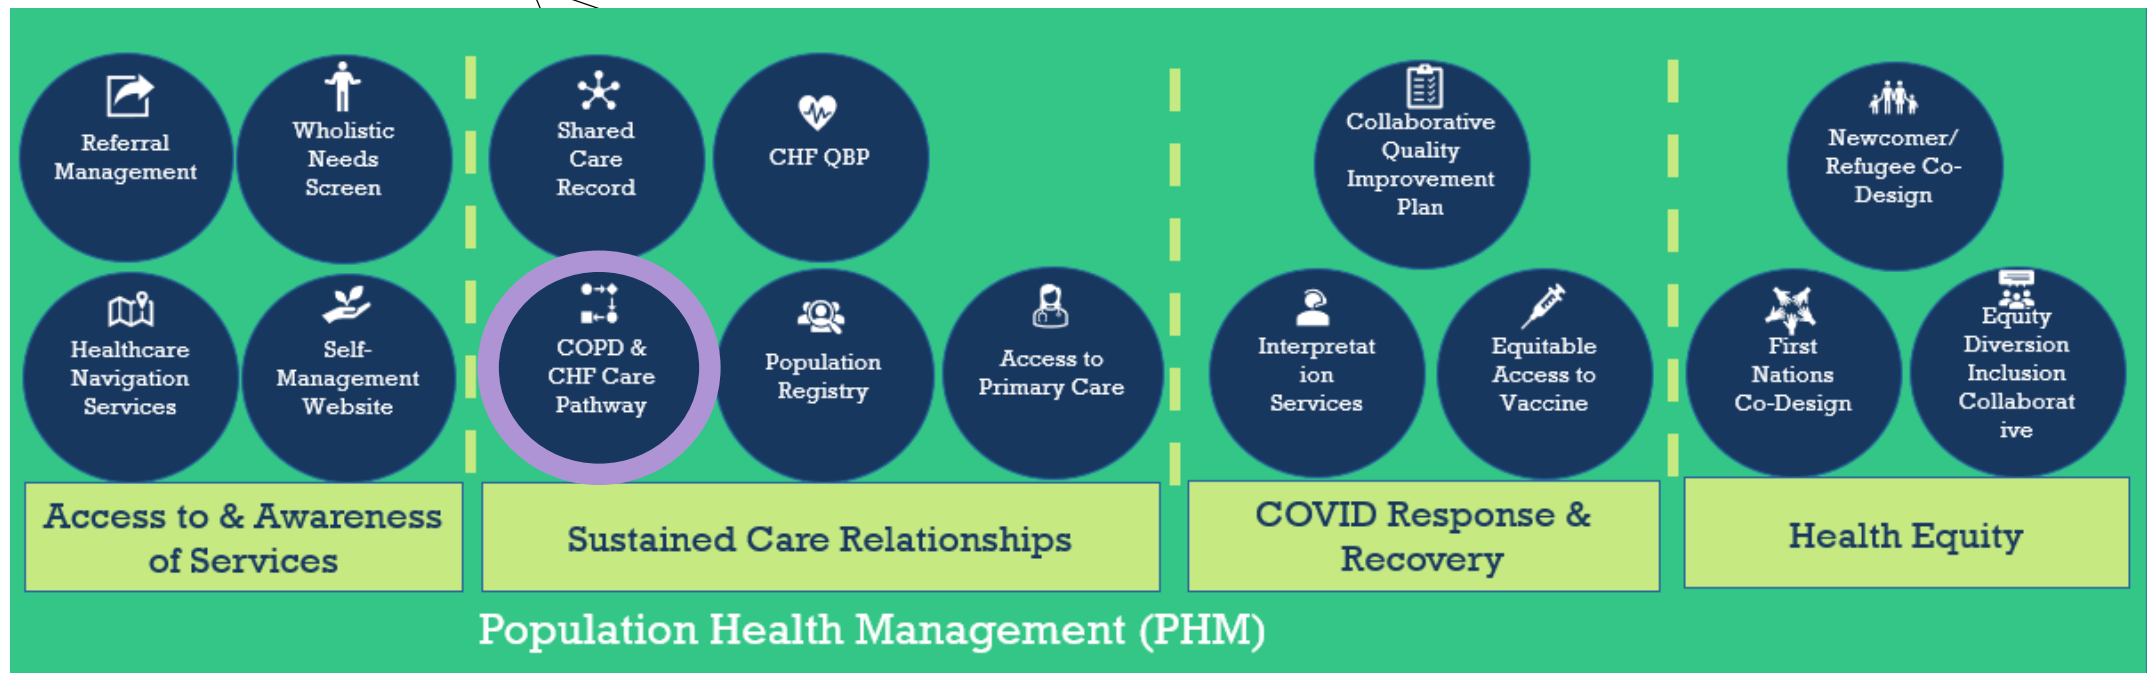 Referral
Management
Wholistic
Needs
Screen
Healthcare
Navigation
Services
Self-
Management
Website
Access to & Awareness
of Services
Shared
Care
Record
CHF QBP
COPD &
CHF Care
Pathway
Population
Registry
Access to
Primary Care
Sustained Care Relationships
Collaborative
Quality
Improvement
Plan
Interpretat
ion
Services
Equitable
Access to
Vaccine
COVID Response &
Recovery
Newcomer/
Refugee Co-
Design
First
Nations
Co-Design
Equity
Diversion
Inclusion
Collaborat
ive
Health Equity
Population Health Management (PHM)